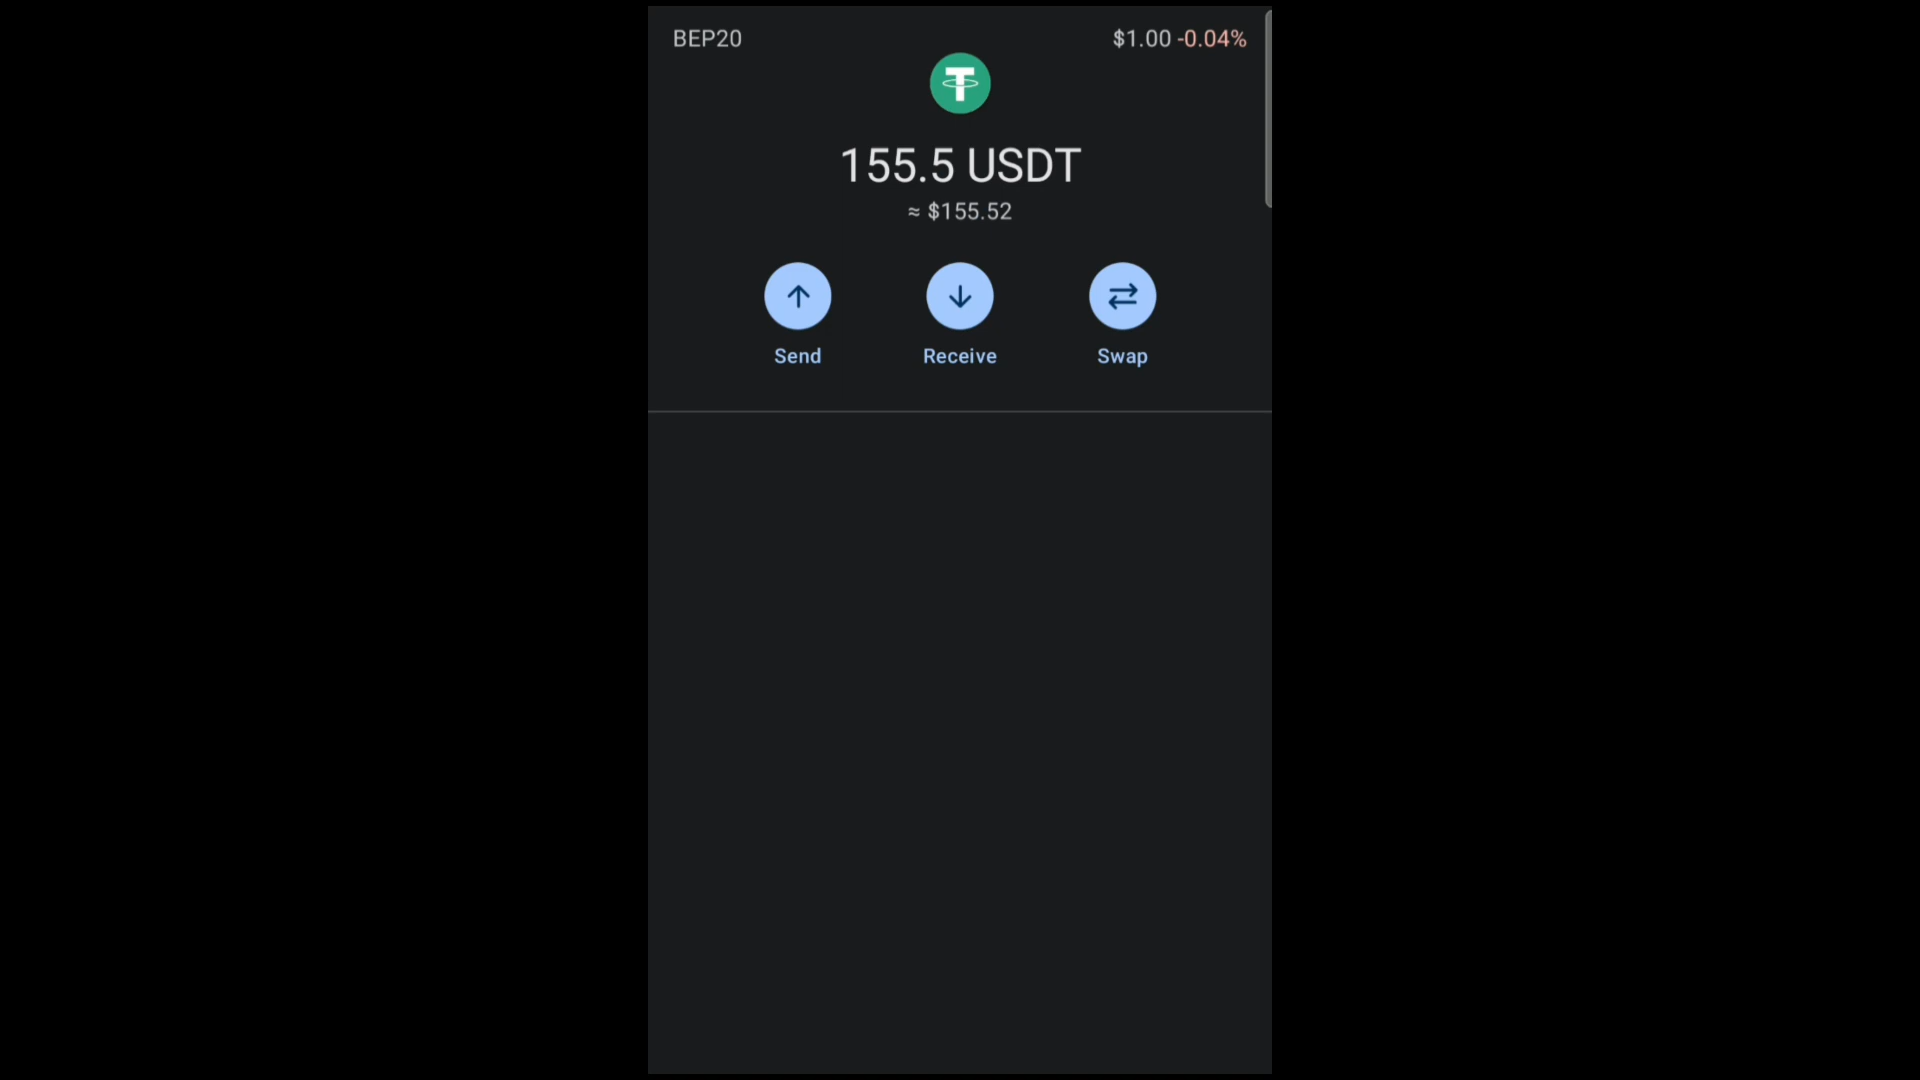 BEP20
$1.00 -0.04%
155.5 USDT
≈ $155.52
Send
Receive
Swap